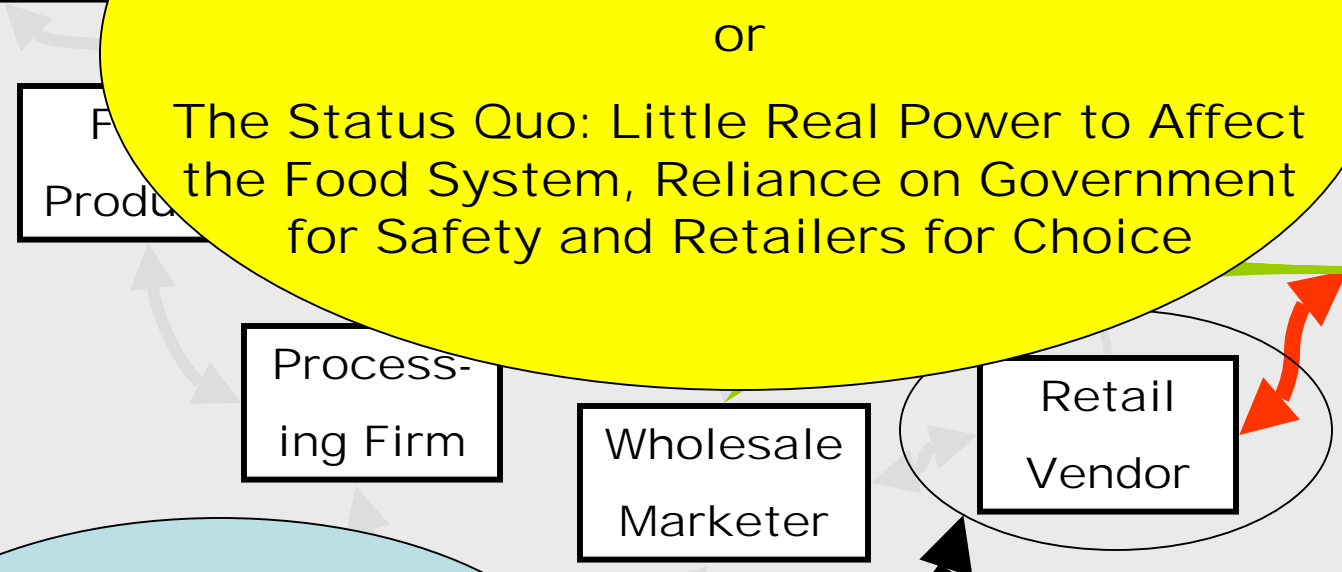 or
The Status Quo: Little Real Power to Affect
the Food System, Reliance on Government
for Safety and Retailers for Choice
F
Produ
Process-
ing Firm
Wholesale
Marketer
Retail
Vendor